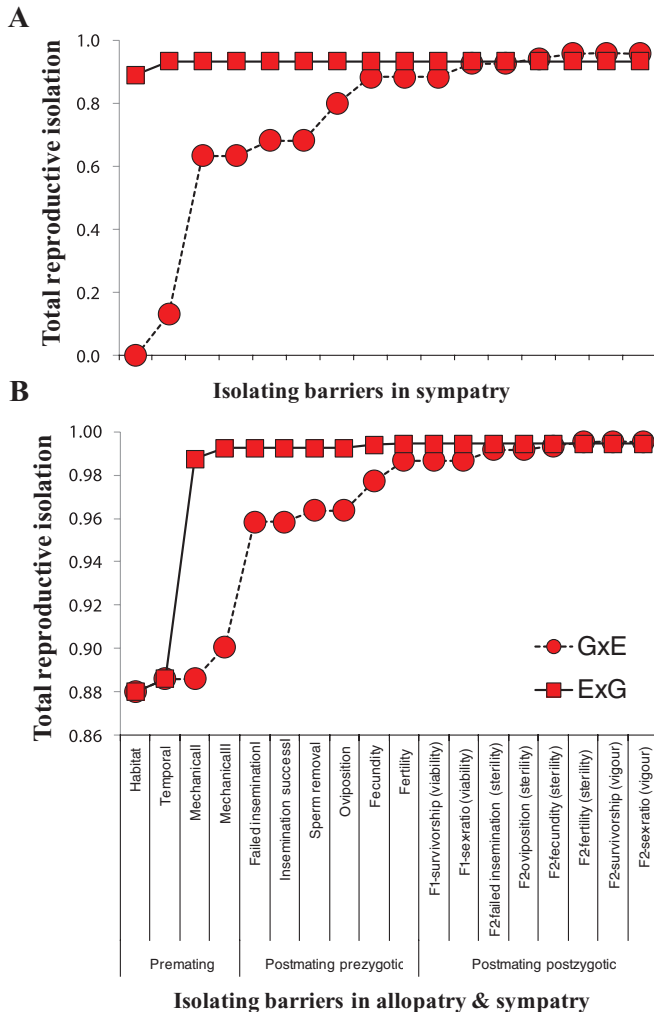 A
Total reproductive isolation
1.0
0.8
0.6
0.4
0.2
0.0
Isolating barriers in sympatry
B
Total reproductive isolation
1.00
0.98
0.96
0.94
0.92
0.90
0.88
0.86
GxE
ExG
Habitat
Temporal
MechanicalI
MechanicalII
Failed inseminationI
Insemination successI
Sperm removal
Oviposition
Fecundity
Fertility
F1-survivorship (viability)
F1-sex-ratio (viability)
F2-failed insemination (sterility)
F2-oviposition (sterility)
F2-fecundity (sterility)
F2-fertility (sterility)
F2-survivorship (vigour)
F2-sex-ratio (vigour)
Premating
Postmating prezygotic
Postmating postzygotic
Isolating barriers in allopatry & sympatry